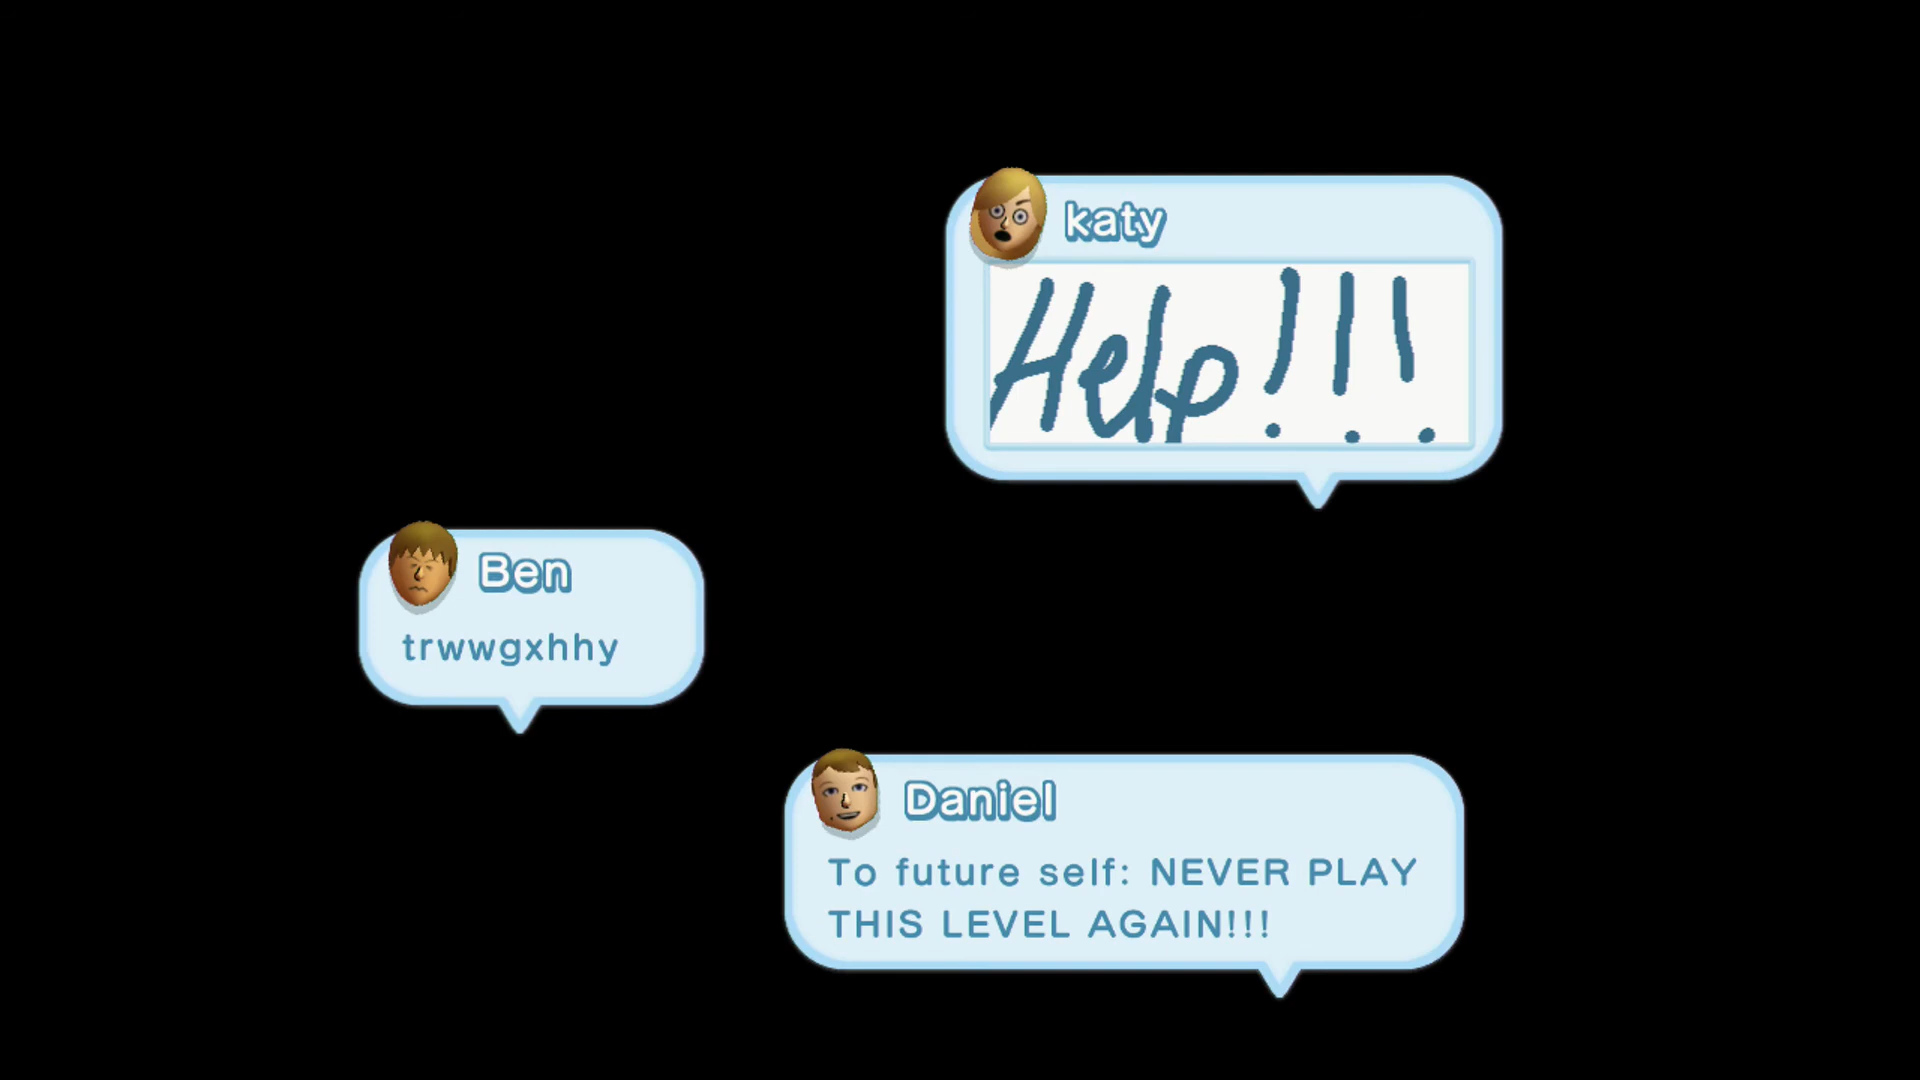 katy
Help!!!
Ben
trwwgxhhy
Daniel
To future self: NEVER PLAY
THIS LEVEL AGAIN!!!